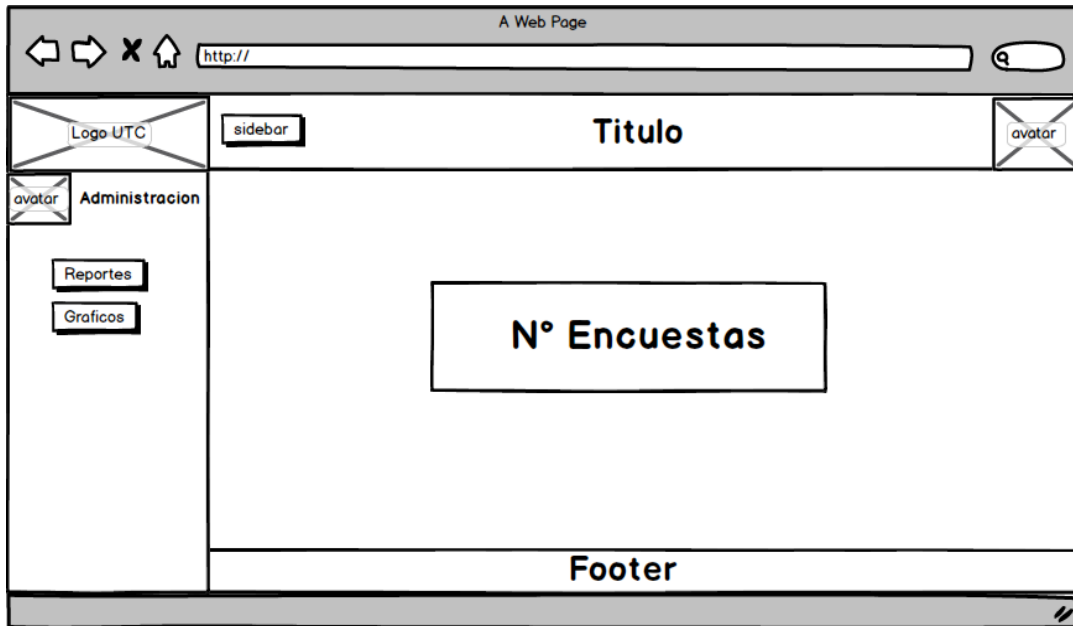 A Web Page
http://
Logo UTC
sidebar
Titulo
avatar
avatar
Administracion
Reportes
Graficos
N° Encuestas
Footer